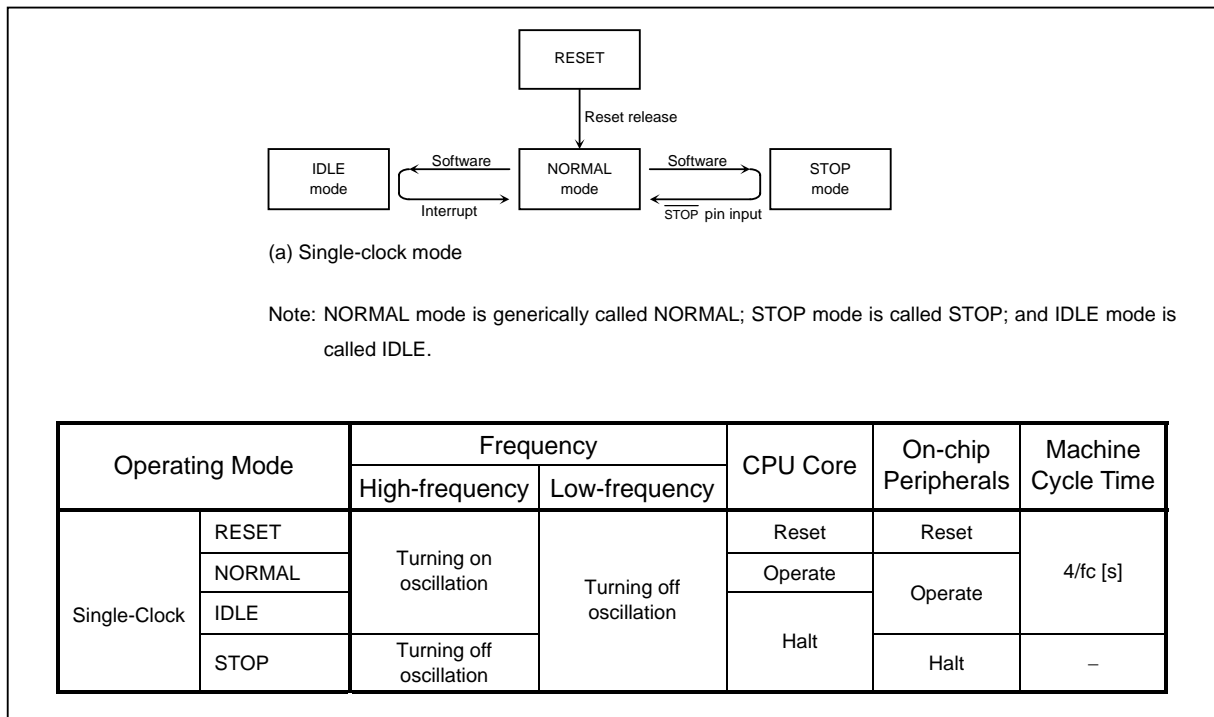 RESET
Reset release
IDLE
mode
Software
Interrupt
NORMAL
mode
Software
STOP pin input
STOP
mode
(a) Single-clock mode
Note: NORMAL mode is generically called NORMAL; STOP mode is called STOP; and IDLE mode is
called IDLE.
Operating Mode
Frequency
High-frequency
Low-frequency
CPU Core
On-chip
Peripherals
Machine
Cycle Time
Single-Clock
RESET
Turning on
oscillation
Turning off
oscillation
Reset
Reset
4/fc [s]
NORMAL
Operate
Operate
IDLE
Halt
STOP
Turning off
oscillation
Halt
–